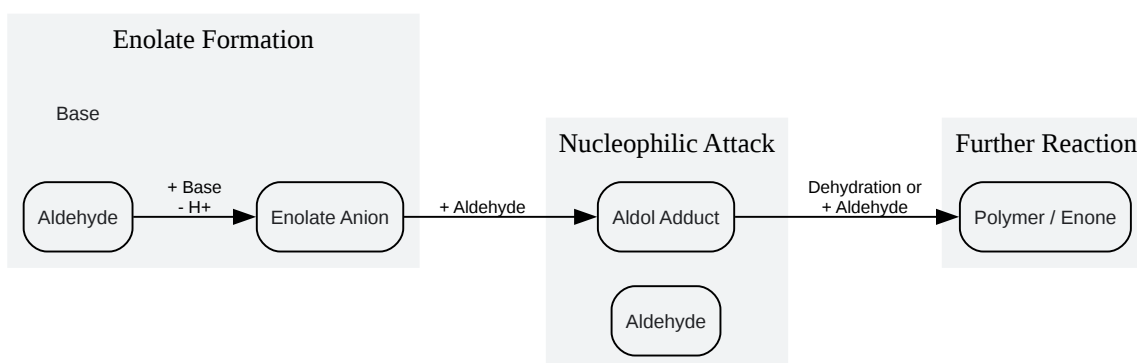 Enolate Formation
Base
Aldehyde
+ Base
- H+
Enolate Anion
+ Aldehyde
Nucleophilic Attack
Aldol Adduct
Aldehyde
Dehydration or
+ Aldehyde
Further Reaction
Polymer / Enone